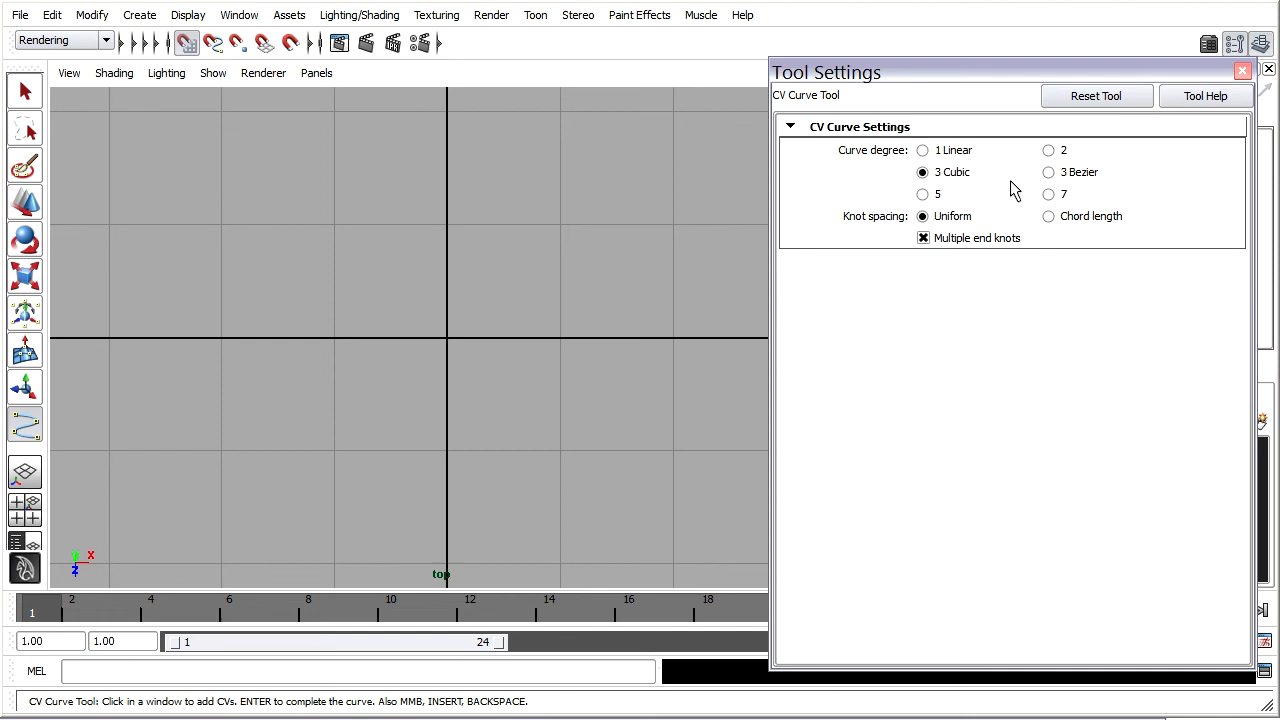 File Edit Modify Create Display Window Assets Lighting/Shading Texturing Render Toon Stereo Paint Effects Muscle Help
Rendering
View Shading Lighting Show Renderer Panels
Tool Settings
CV Curve Tool Reset Tool Tool Help
CV Curve Settings
Curve degree: 1 Linear 2
3 Cubic 3 Bezier
5 7
Knot spacing: Uniform Chord length
Multiple end knots
Y X
Z
top
1 2 4 6 8 10 12 14 16 18
1.00 1.00 1 24
MEL
CV Curve Tool: Click in a window to add CVs. ENTER to complete the curve. Also MMB, INSERT, BACKSPACE.